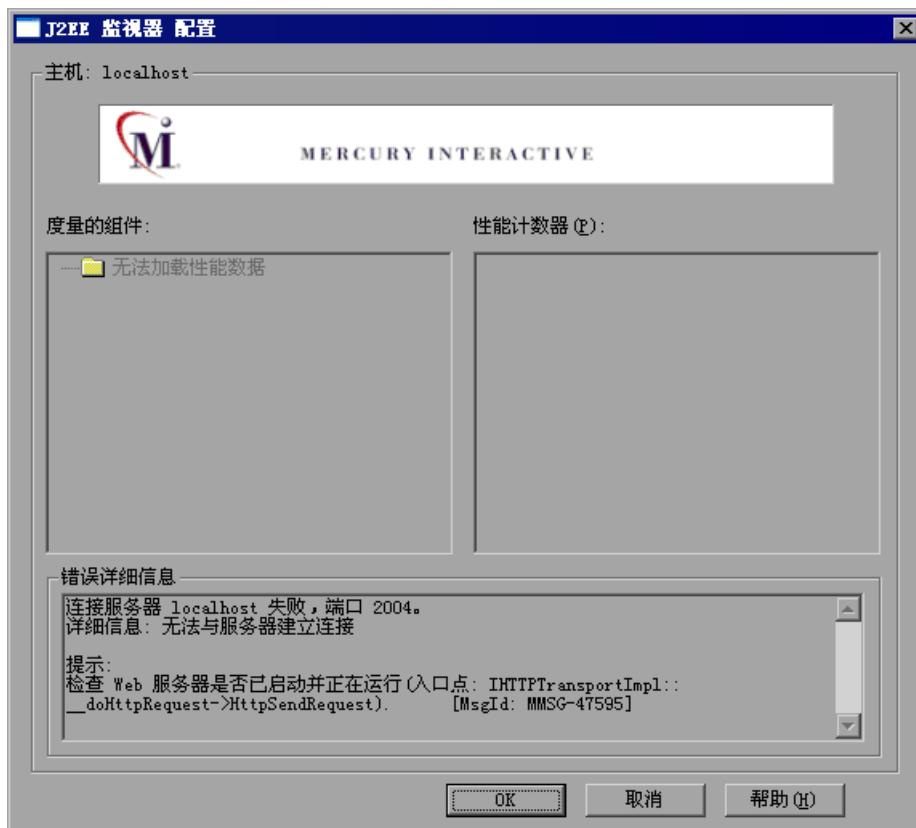 J2EE 监视器 配置
主机: localhost
M
MERCURY INTERACTIVE
度量的组件:
性能计数器(P):
无法加载性能数据
错误详细信息
连接服务器 localhost 失败，端口 2004。
详细信息: 无法与服务器建立连接
提示:
检查 Web 服务器是否已启动并正在运行(入口点: IHTTPTransportImpl::
__doHttpRequest->HttpSendRequest). [MsgId: MMSG-47595]
OK
取消
帮助(H)